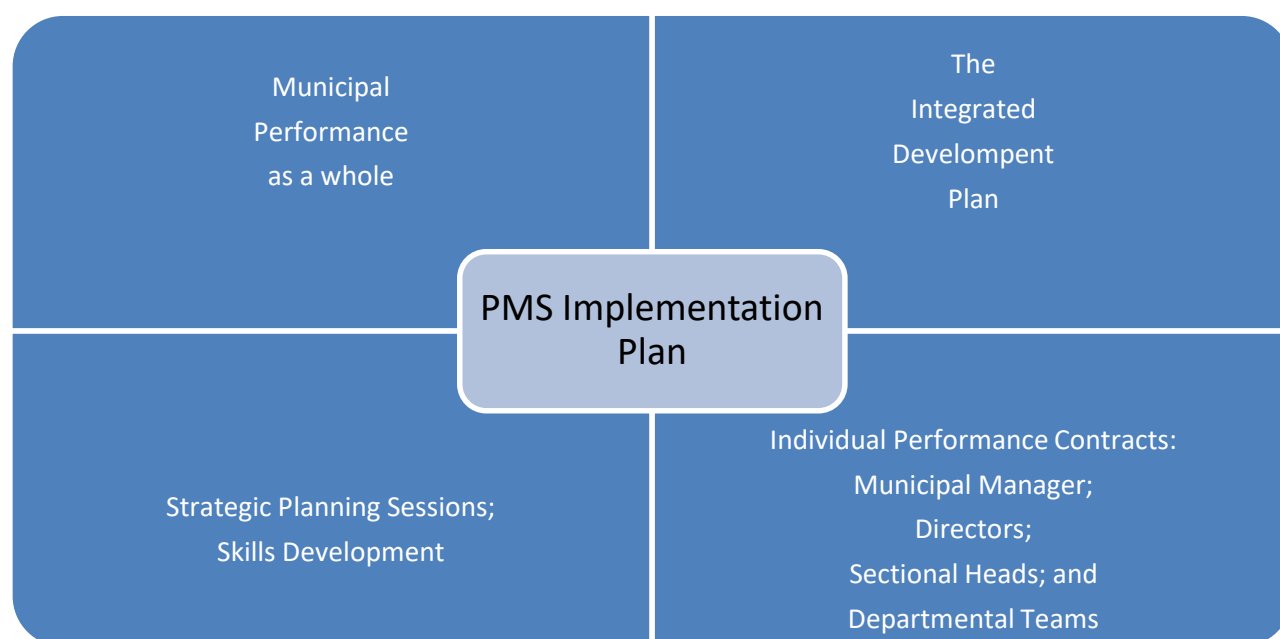 Municipal
Performance
as a whole
The
Integrated
Develompent
Plan
PMS Implementation
Plan
Strategic Planning Sessions;
Skills Development
Individual Performance Contracts:
Municipal Manager;
Directors;
Sectional Heads; and
Departmental Teams